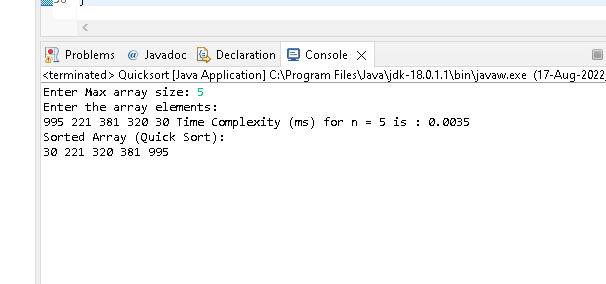 Problems @ Javadoc Declaration Console
<terminated> Quicksort [Java Application] C:\Program Files\Java\jdk-18.0.1.1\bin\javaw.exe (17-Aug-2022,
Enter Max array size: 5
Enter the array elements:
995 221 381 320 30 Time Complexity (ms) for n = 5 is : 0.0035
Sorted Array (Quick Sort):
30 221 320 381 995